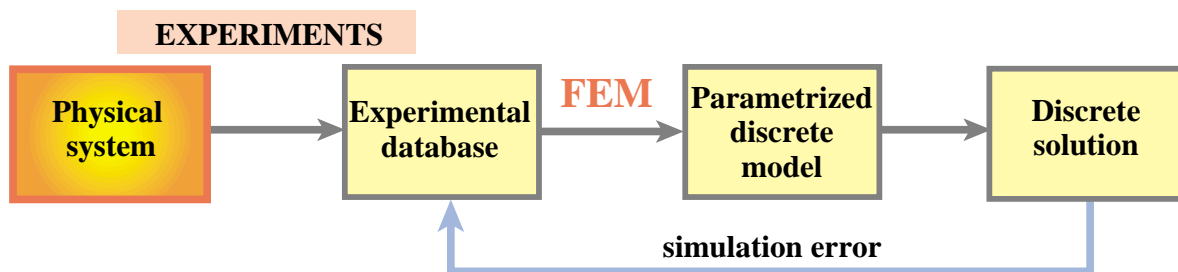 EXPERIMENTS
Physical
system
Experimental
database
FEM
Parametrized
discrete
model
Discrete
solution
simulation error